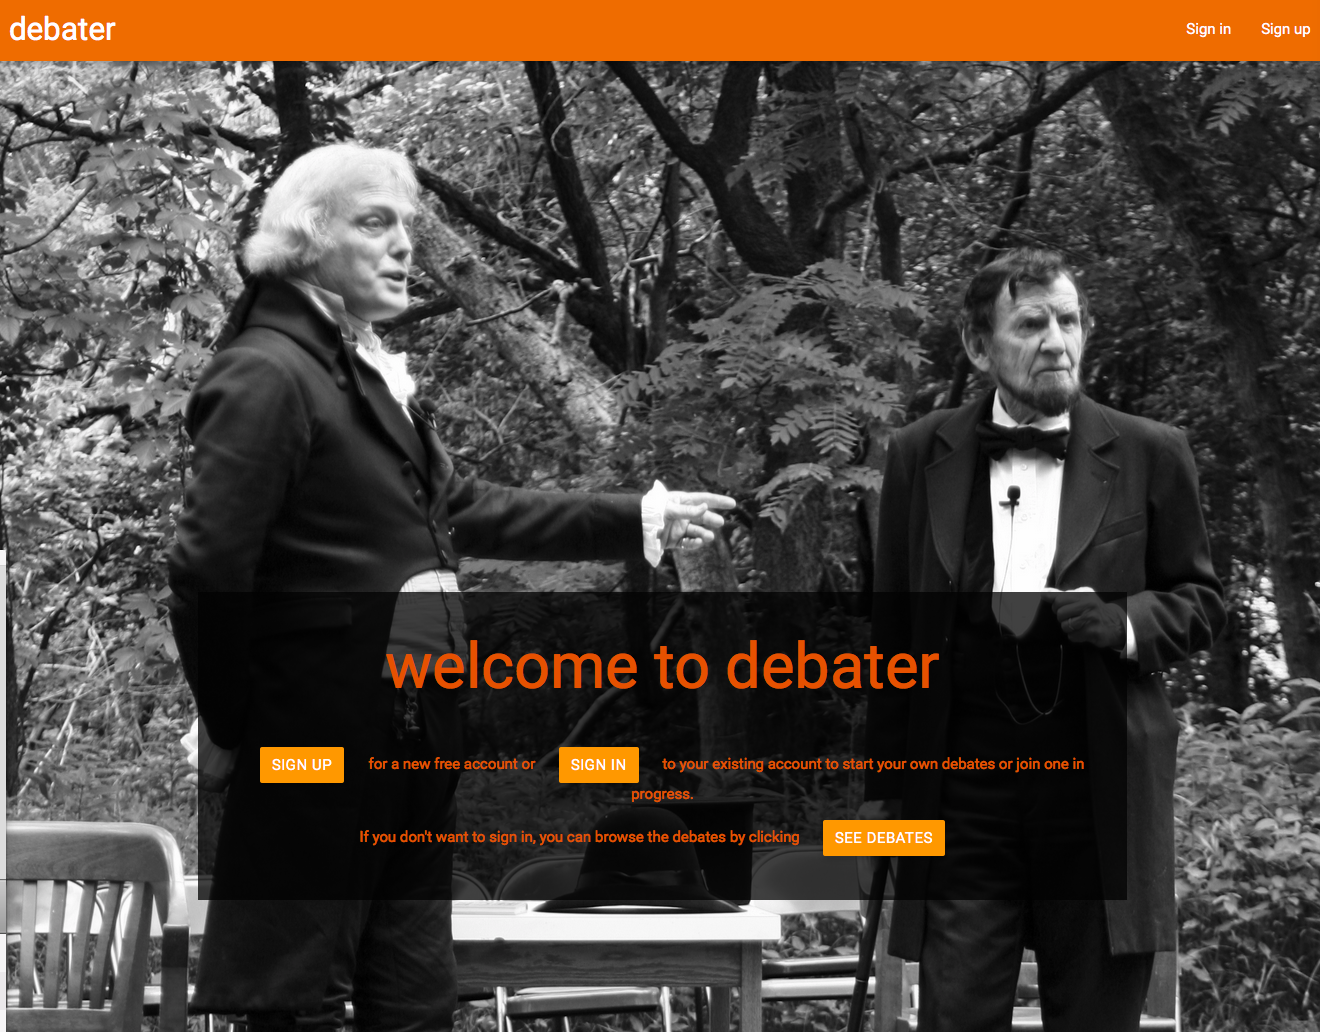 debater
Sign in Sign up
welcome to debater
SIGN UP for a new free account or SIGN IN to your existing account to start your own debates or join one in
progress.
If you don't want to sign in, you can browse the debates by clicking SEE DEBATES